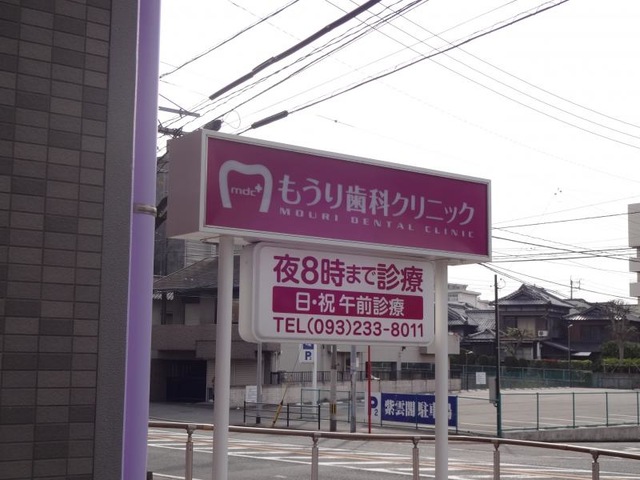 mdc
もうり歯科クリニック
MOURI DENTAL CLINIC
夜8時まで診療
日・祝 午前診療
TEL(093)233-8011
P
P
紫雲閣 駐車場